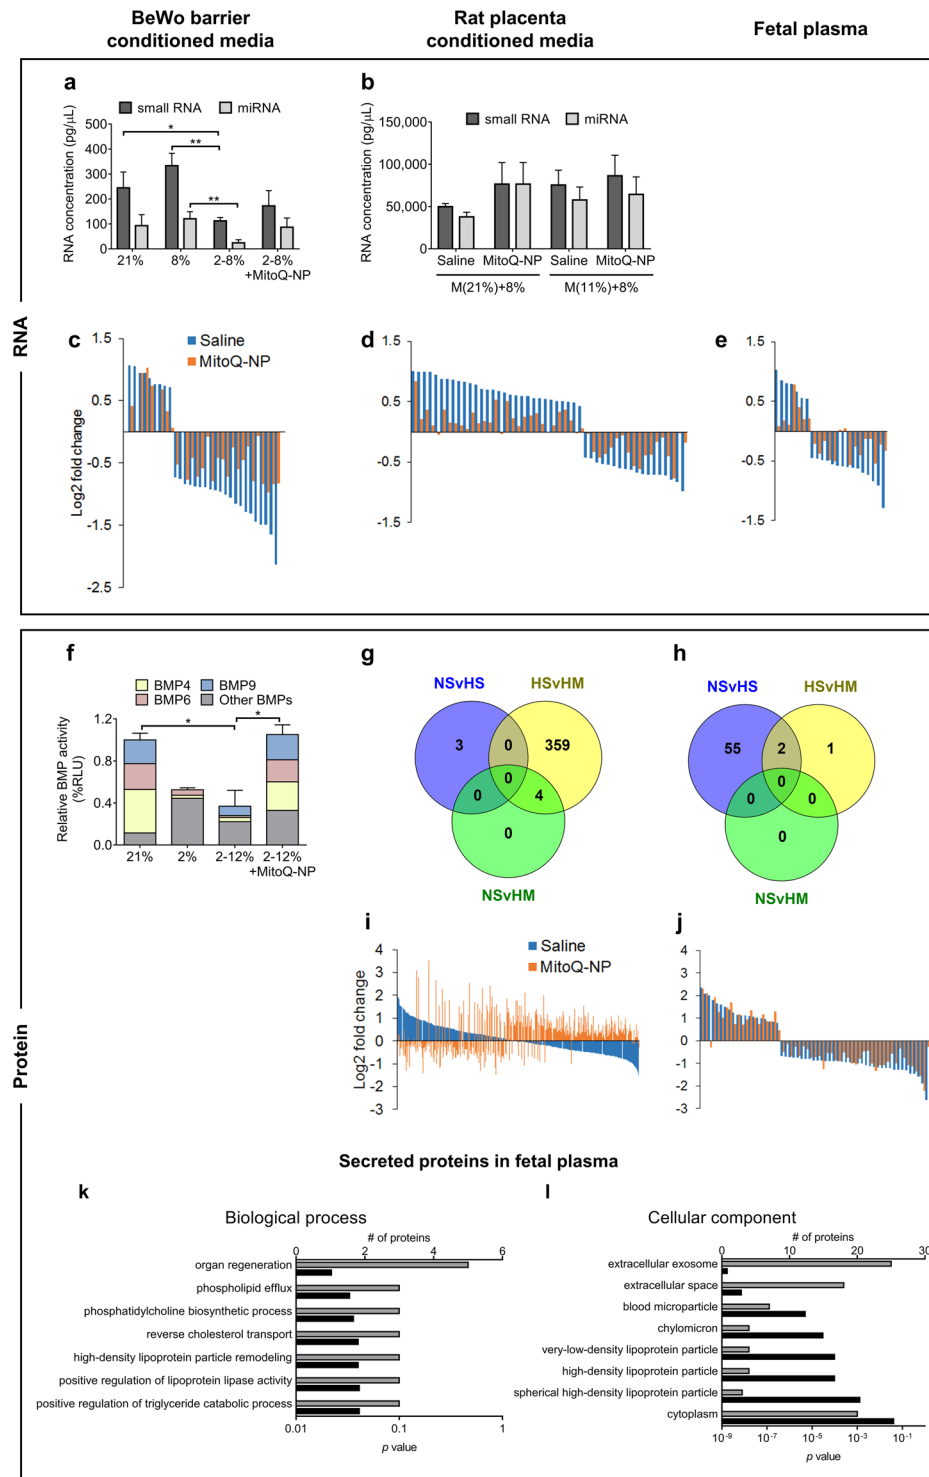 BeWo barrier
conditioned media
Rat placenta
conditioned media
Fetal plasma
RNA
a
small RNA
miRNA
RNA concentration (pg/µL)
500
400
300
200
100
0
*
**
**
21%
8%
2-8%
2-8%
+MitoQ-NP
b
small RNA
miRNA
RNA concentration (pg/µL)
150,000
100,000
50,000
0
Saline
MitoQ-NP
Saline
MitoQ-NP
M(21%)+8%
M(11%)+8%
c
Saline
MitoQ-NP
Log2 fold change
1.5
0.5
-0.5
-1.5
-2.5
d
1.5
0.5
-0.5
-1.5
e
1.5
0.5
-0.5
-1.5
Protein
f
BMP4
BMP9
BMP6
Other BMPs
Relative BMP activity
(%RLU)
1.2
0.8
0.4
0.0
*
*
21%
2%
2-12%
2-12%
+MitoQ-NP
g
NSvHS
HSvHM
3
0
359
0
0
4
0
NSvHM
h
NSvHS
HSvHM
55
2
1
0
0
0
0
NSvHM
i
Saline
MitoQ-NP
Log2 fold change
4
3
2
1
0
-1
-2
-3
j
4
3
2
1
0
-1
-2
-3
Secreted proteins in fetal plasma
k
Biological process
# of proteins
0
2
4
6
organ regeneration
phospholipid efflux
phosphatidylcholine biosynthetic process
reverse cholesterol transport
high-density lipoprotein particle remodeling
positive regulation of lipoprotein lipase activity
positive regulation of triglyceride catabolic process
0.01
0.1
1
p value
l
Cellular component
# of proteins
0
10
20
30
extracellular exosome
extracellular space
blood microparticle
chylomicron
very-low-density lipoprotein particle
high-density lipoprotein particle
spherical high-density lipoprotein particle
cytoplasm
10⁻⁹
10⁻⁷
10⁻⁵
10⁻³
10⁻¹
p value